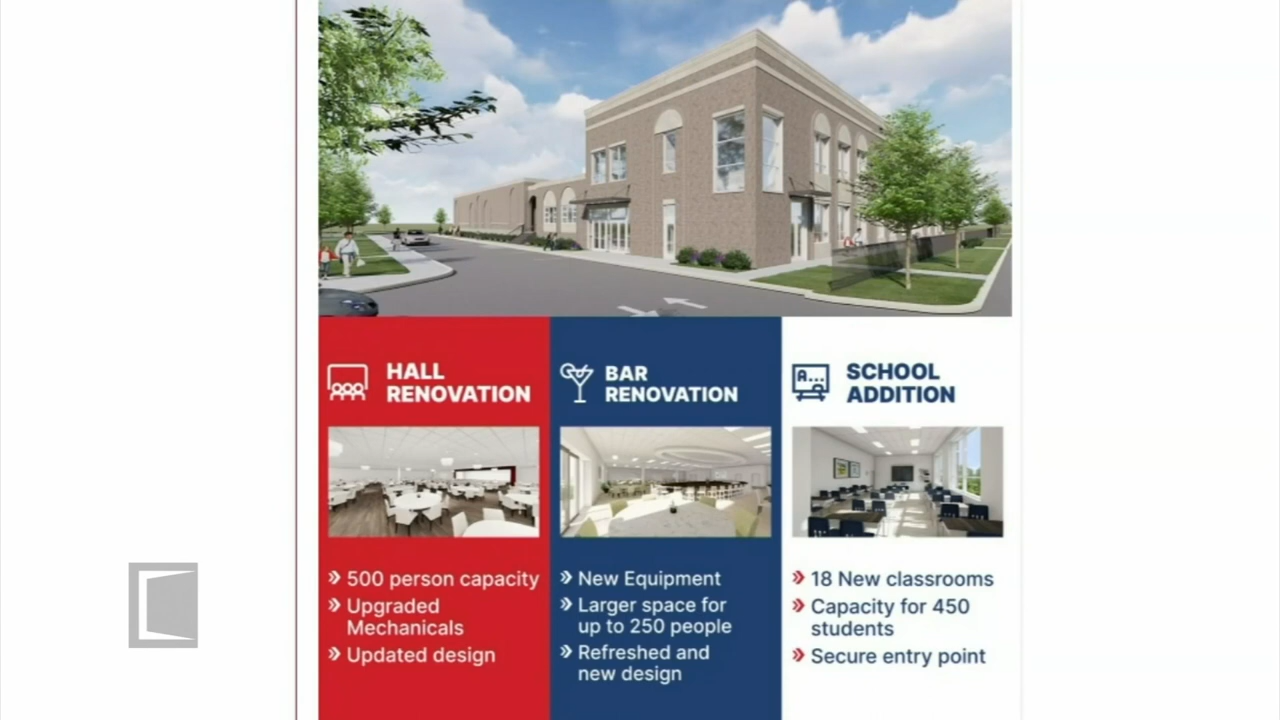 HALL
RENOVATION
BAR
RENOVATION
A...
SCHOOL
ADDITION
» 500 person capacity
» Upgraded
Mechanicals
» Updated design
» New Equipment
» Larger space for
up to 250 people
» Refreshed and
new design
» 18 New classrooms
» Capacity for 450
students
» Secure entry point